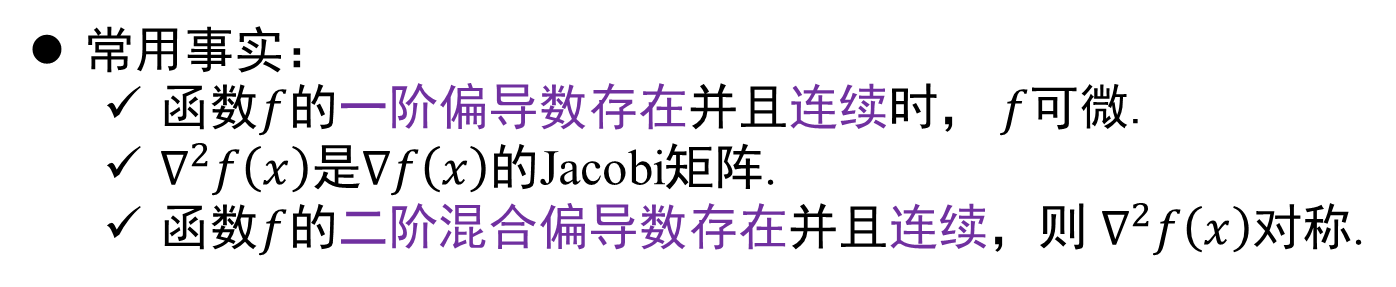 ● 常用事实：
✓ 函数𝑓的一阶偏导数存在并且连续时， 𝑓可微.
✓ ∇²𝑓(𝑥)是∇𝑓(𝑥)的Jacobi矩阵.
✓ 函数𝑓的二阶混合偏导数存在并且连续，则 ∇²𝑓(𝑥)对称.